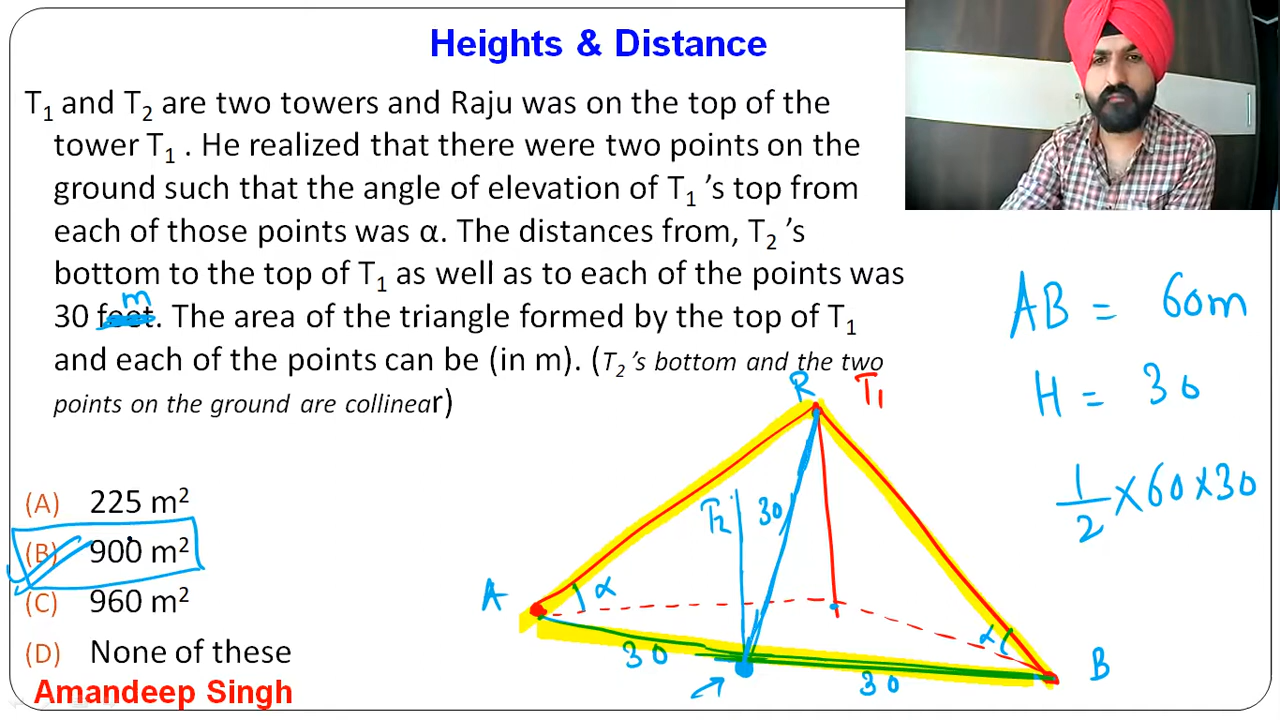 Heights & Distance
T1 and T2 are two towers and Raju was on the top of the
tower T1 . He realized that there were two points on the
ground such that the angle of elevation of T1 ’s top from
each of those points was α. The distances from, T2 ’s
bottom to the top of T1 as well as to each of the points was
m
30 feet. The area of the triangle formed by the top of T1
and each of the points can be (in m). (T2 ’s bottom and the two
points on the ground are collinear)
(A) 225 m²
(B) 900 m²
(C) 960 m²
(D) None of these
Amandeep Singh
AB = 60m
H = 30
1/2 × 60 × 30
R T1
T2 30
A α
α B
30
30